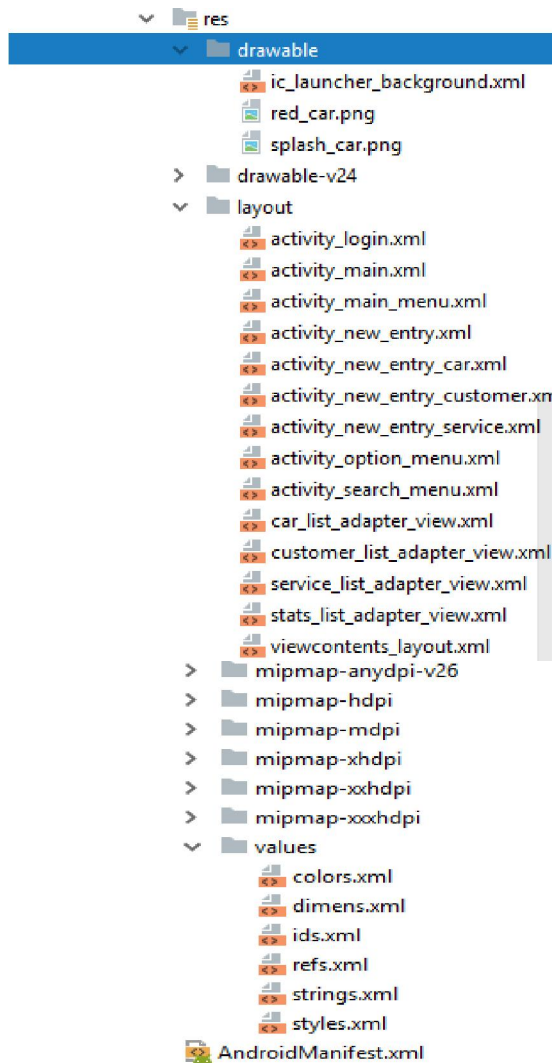 res
drawable
ic_launcher_background.xml
red_car.png
splash_car.png
drawable-v24
layout
activity_login.xml
activity_main.xml
activity_main_menu.xml
activity_new_entry.xml
activity_new_entry_car.xml
activity_new_entry_customer.xm
activity_new_entry_service.xml
activity_option_menu.xml
activity_search_menu.xml
car_list_adapter_view.xml
customer_list_adapter_view.xml
service_list_adapter_view.xml
stats_list_adapter_view.xml
viewcontents_layout.xml
mipmap-anydpi-v26
mipmap-hdpi
mipmap-mdpi
mipmap-xhdpi
mipmap-xxhdpi
mipmap-xxxhdpi
values
colors.xml
dimens.xml
ids.xml
refs.xml
strings.xml
styles.xml
AndroidManifest.xml